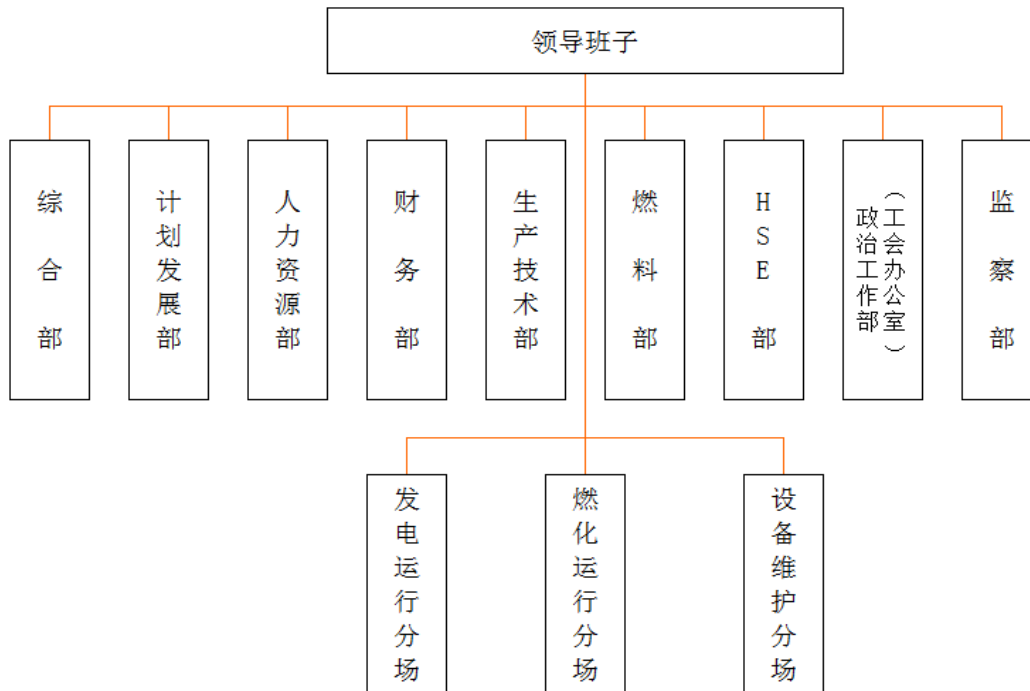 领导班子
综合部
计划发展部
人力资源部
财务部
生产技术部
燃料部
HSE部
政治工作部
（工会办公室）
监察部
发电运行分场
燃化运行分场
设备维护分场